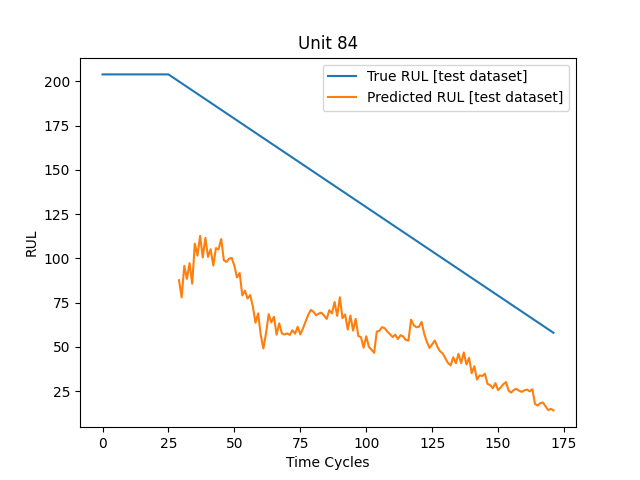 Unit 84
True RUL [test dataset]
Predicted RUL [test dataset]
RUL
200
175
150
125
100
75
50
25
0 25 50 75 100 125 150 175
Time Cycles